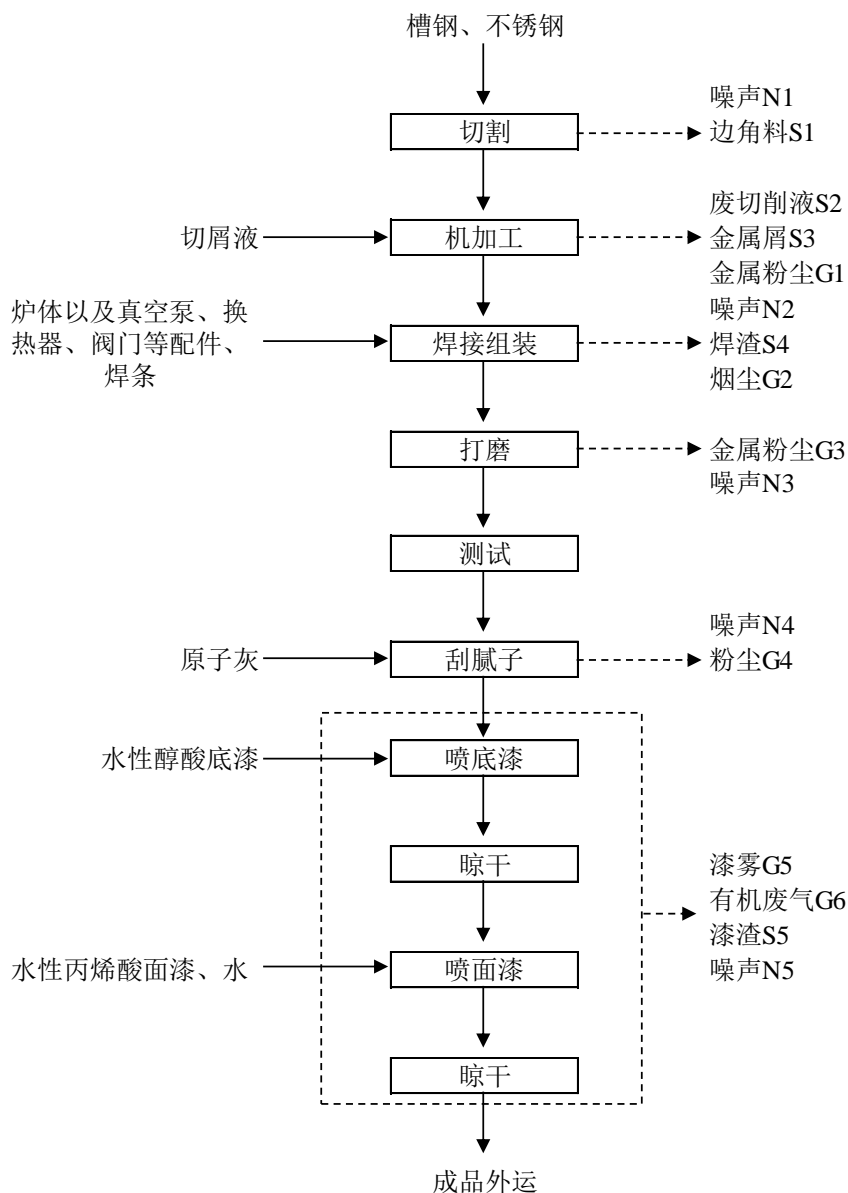 槽钢、不锈钢
切割
噪声N1
边角料S1
切屑液
机加工
废切削液S2
金属屑S3
金属粉尘G1
炉体以及真空泵、换
热器、阀门等配件、
焊条
焊接组装
噪声N2
焊渣S4
烟尘G2
打磨
金属粉尘G3
噪声N3
测试
原子灰
刮腻子
噪声N4
粉尘G4
水性醇酸底漆
喷底漆
晾干
漆雾G5
有机废气G6
漆渣S5
噪声N5
水性丙烯酸面漆、水
喷面漆
晾干
成品外运